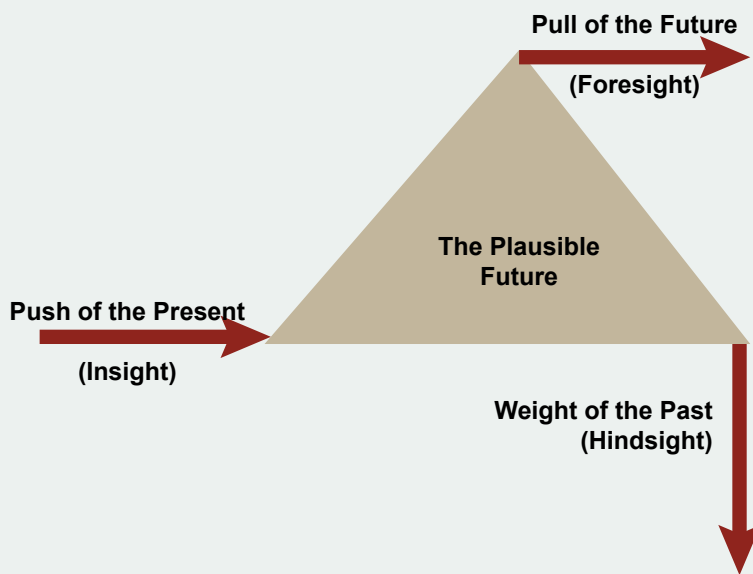 Pull of the Future
(Foresight)
The Plausible
Future
Push of the Present
(Insight)
Weight of the Past
(Hindsight)